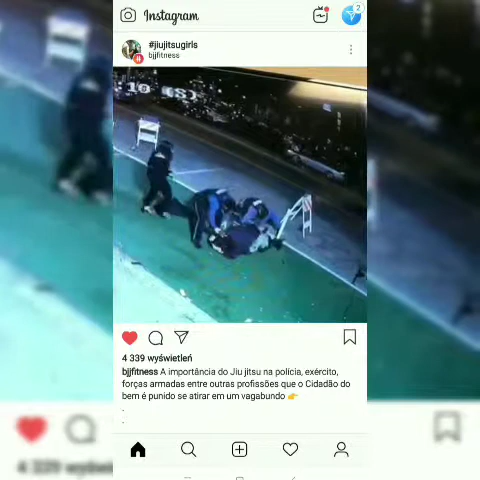 Instagram
2
#jiujitsugirls
bjjfitness
4 339 wyświetleń
bjjfitness A importância do Jiu jitsu na polícia, exército,
forças armadas entre outras profissões que o Cidadão do
bem é punido se atirar em um vagabundo 👉
.
.